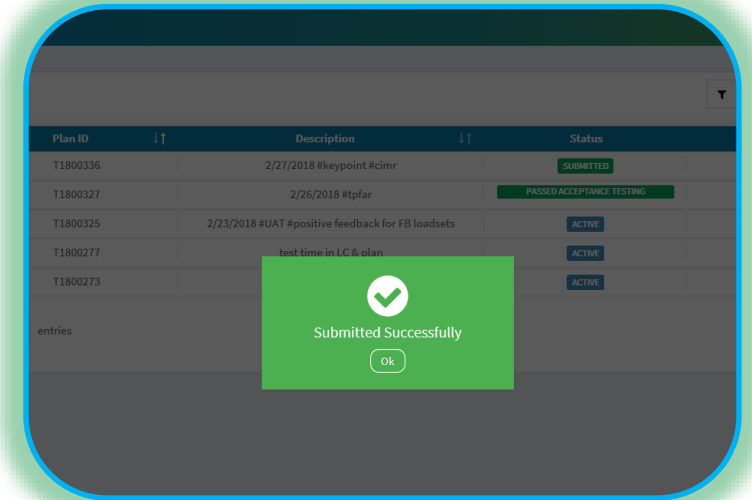 Plan ID Description Status
T1800336 2/27/2018 #keypoint #cimr SUBMITTED
T1800327 2/26/2018 #tpfar PASSED ACCEPTANCE TESTING
T1800325 2/23/2018 #UAT #positive feedback for FB loadsets ACTIVE
T1800277 test time in LC & plan ACTIVE
T1800273 ACTIVE
entries
Submitted Successfully
Ok